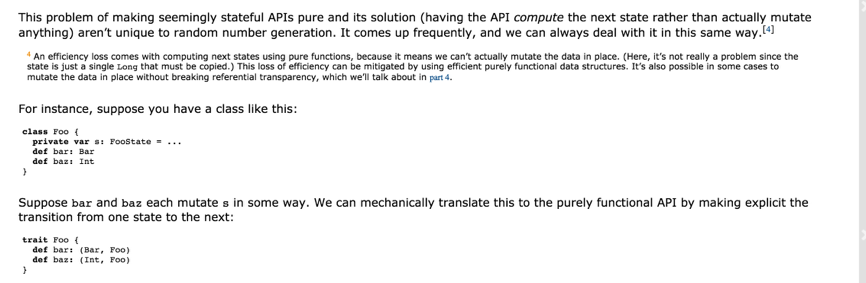 This problem of making seemingly stateful APIs pure and its solution (having the API compute the next state rather than actually mutate
anything) aren't unique to random number generation. It comes up frequently, and we can always deal with it in this same way.[4]
4 An efficiency loss comes with computing next states using pure functions, because it means we can't actually mutate the data in place. (Here, it's not really a problem since the
state is just a single Long that must be copied.) This loss of efficiency can be mitigated by using efficient purely functional data structures. It's also possible in some cases to
mutate the data in place without breaking referential transparency, which we'll talk about in part 4.
For instance, suppose you have a class like this:
class Foo {
  private var s: FooState = ...
  def bar: Bar
  def baz: Int
}
Suppose bar and baz each mutate s in some way. We can mechanically translate this to the purely functional API by making explicit the
transition from one state to the next:
trait Foo {
  def bar: (Bar, Foo)
  def baz: (Int, Foo)
}